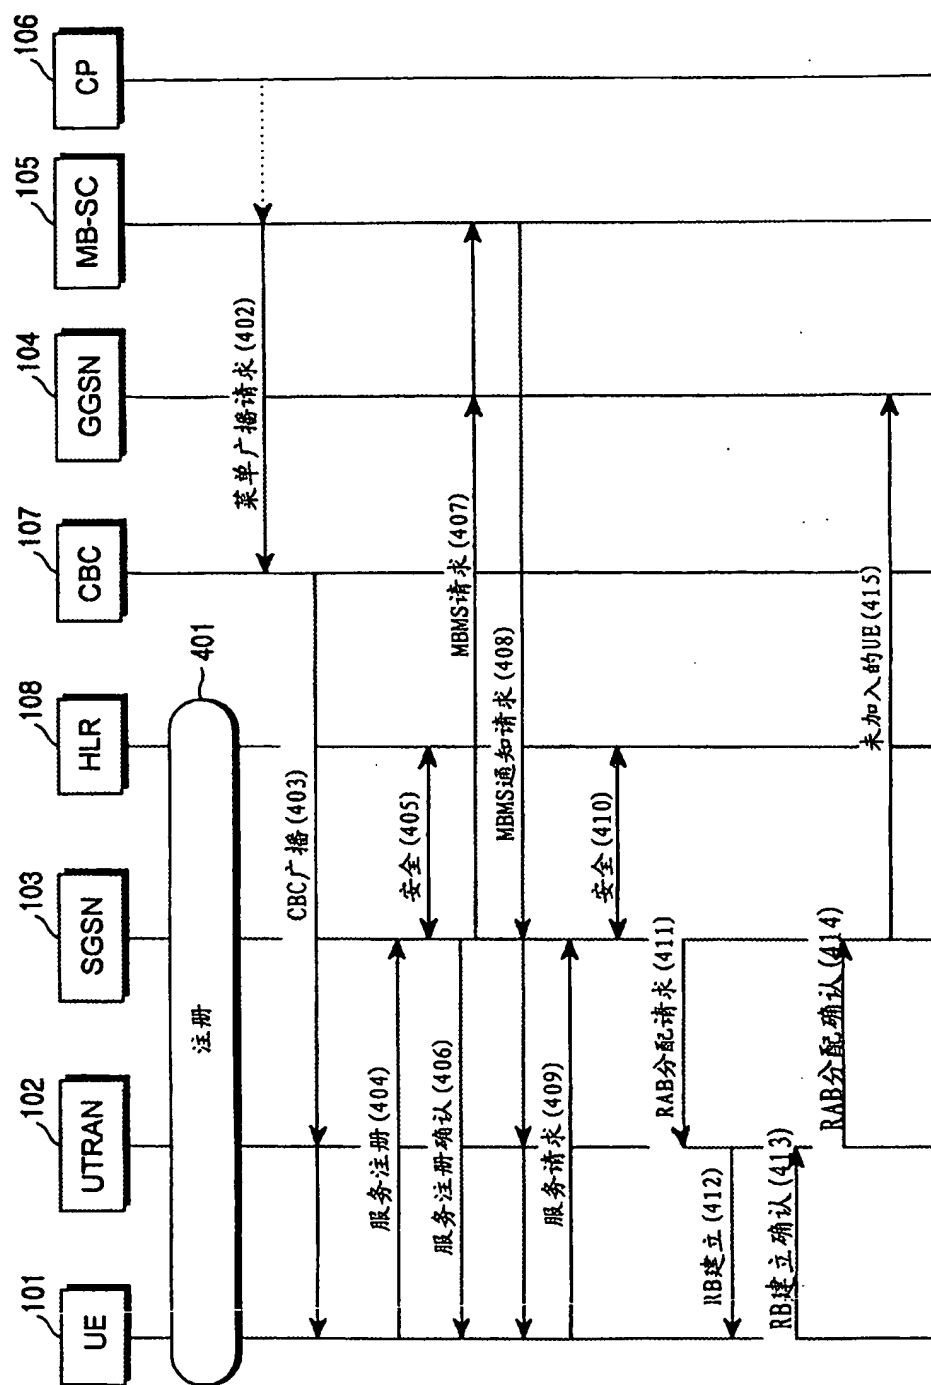 101
UE
102
UTRAN
103
SGSN
108
HLR
107
CBC
104
GGSN
105
MB-SC
106
CP
注册
401
菜单广播请求(402)
CBC广播(403)
服务注册(404)
安全(405)
服务注册确认(406)
MBMS请求(407)
MBMS通知请求(408)
服务请求(409)
安全(410)
RAB分配请求(411)
RB建立(412)
RB建立确认(413)
RAB分配确认(414)
未加入的UE(415)